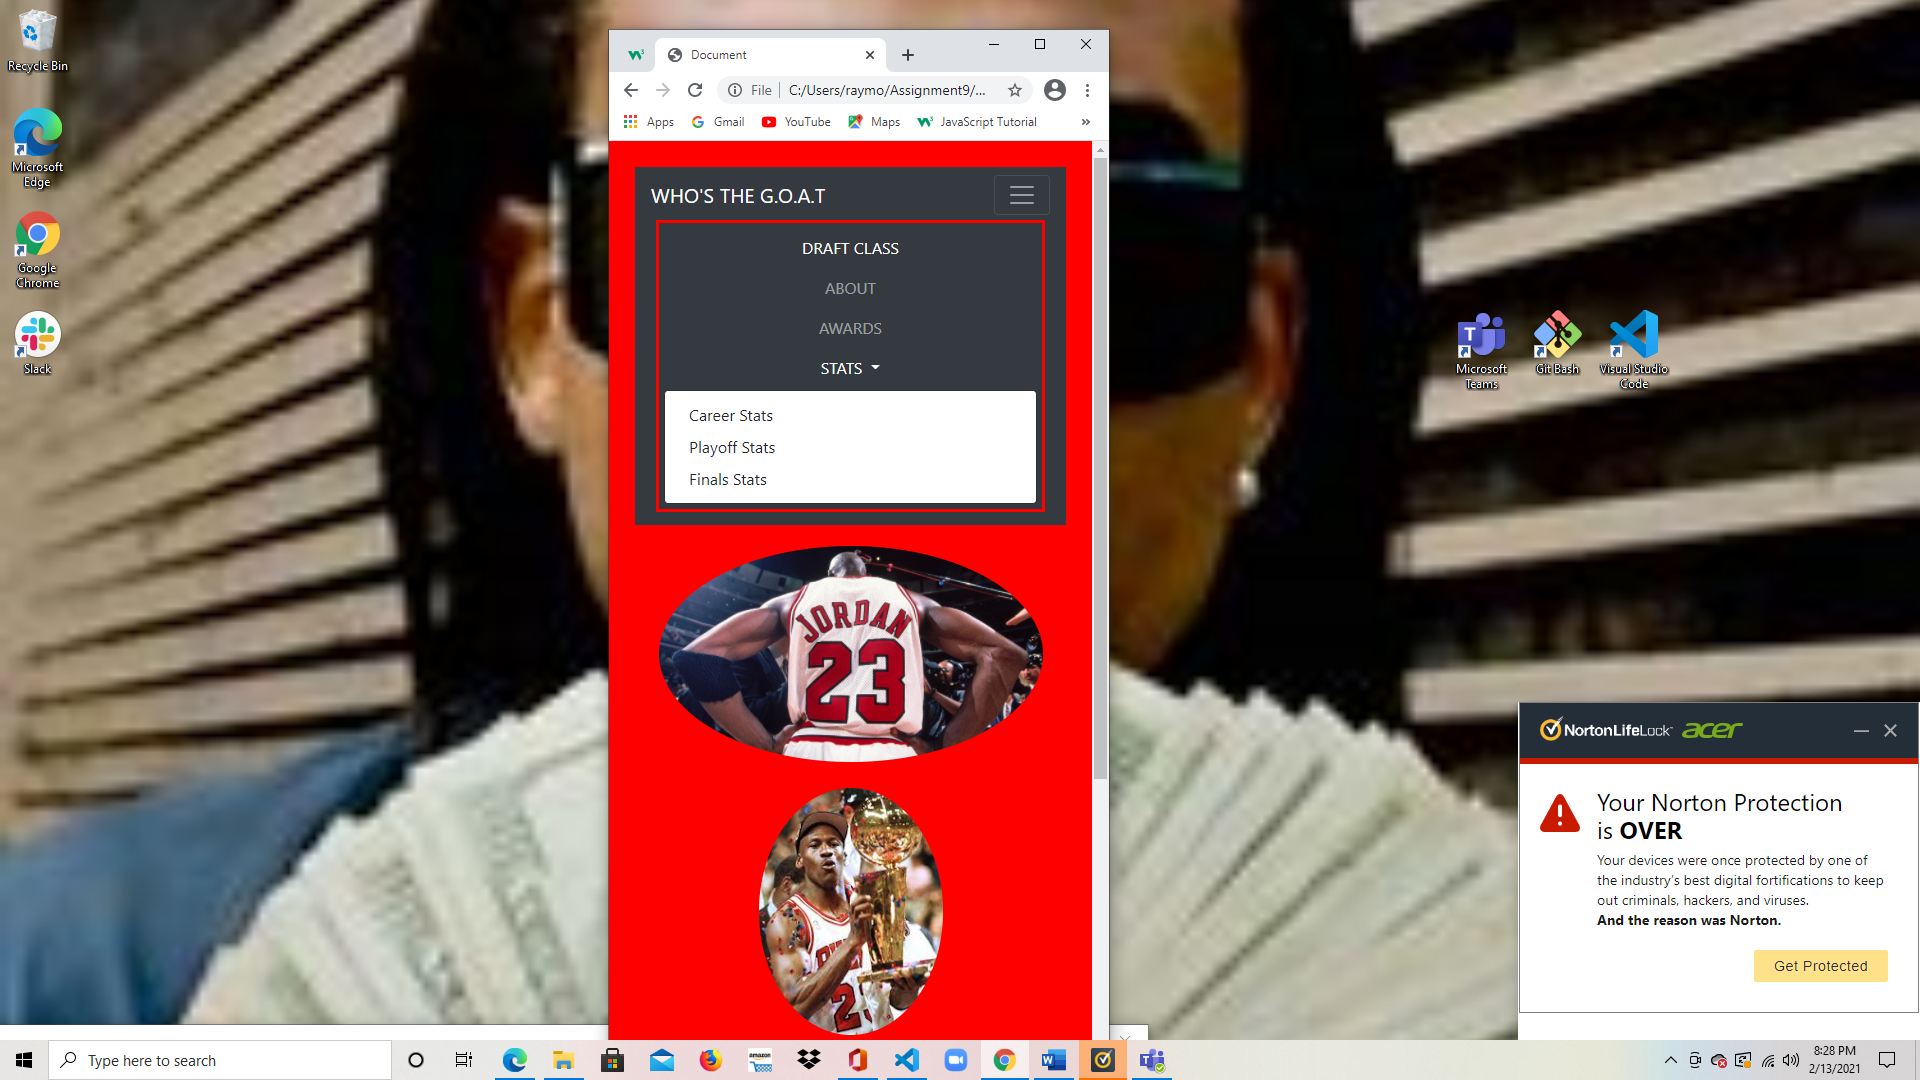 Recycle Bin
Microsoft
Edge
Google
Chrome
Slack
Document
File
C:/Users/raymo/Assignment9/...
Apps
Gmail
YouTube
Maps
JavaScript Tutorial
»
WHO'S THE G.O.A.T
DRAFT CLASS
ABOUT
AWARDS
STATS
Career Stats
Playoff Stats
Finals Stats
JORDAN
23
Microsoft
Teams
Git Bash
Visual Studio
Code
NortonLifeLock acer
Your Norton Protection
is OVER
Your devices were once protected by one of
the industry's best digital fortifications to keep
out criminals, hackers, and viruses.
And the reason was Norton.
Get Protected
Type here to search
amazon
8:28 PM
2/13/2021